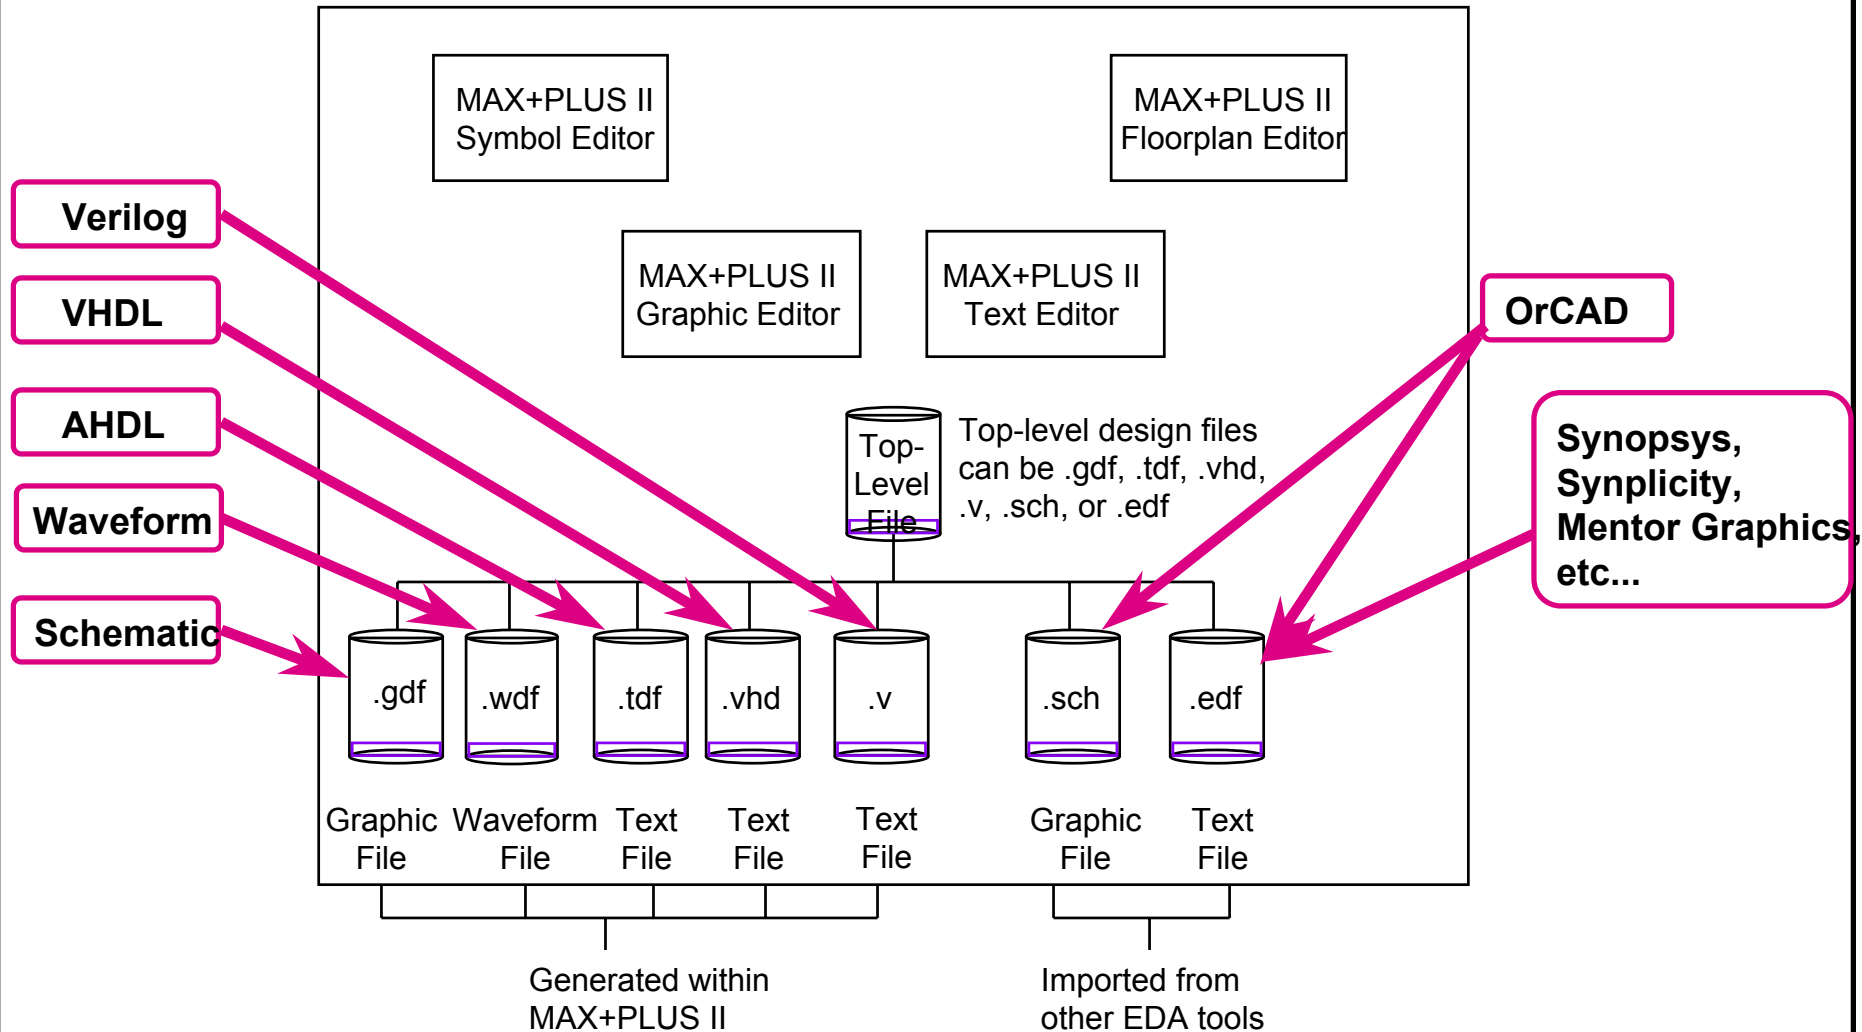 MAX+PLUS II
Symbol Editor
MAX+PLUS II
Floorplan Editor
Verilog
VHDL
AHDL
Waveform
Schematic
MAX+PLUS II
Graphic Editor
MAX+PLUS II
Text Editor
OrCAD
Synopsys,
Synplicity,
Mentor Graphics,
etc...
Top-
Level
File
Top-level design files
can be .gdf, .tdf, .vhd,
.v, .sch, or .edf
.gdf
.wdf
.tdf
.vhd
.v
.sch
.edf
Graphic
File
Waveform
File
Text
File
Text
File
Text
File
Graphic
File
Text
File
Generated within
MAX+PLUS II
Imported from
other EDA tools